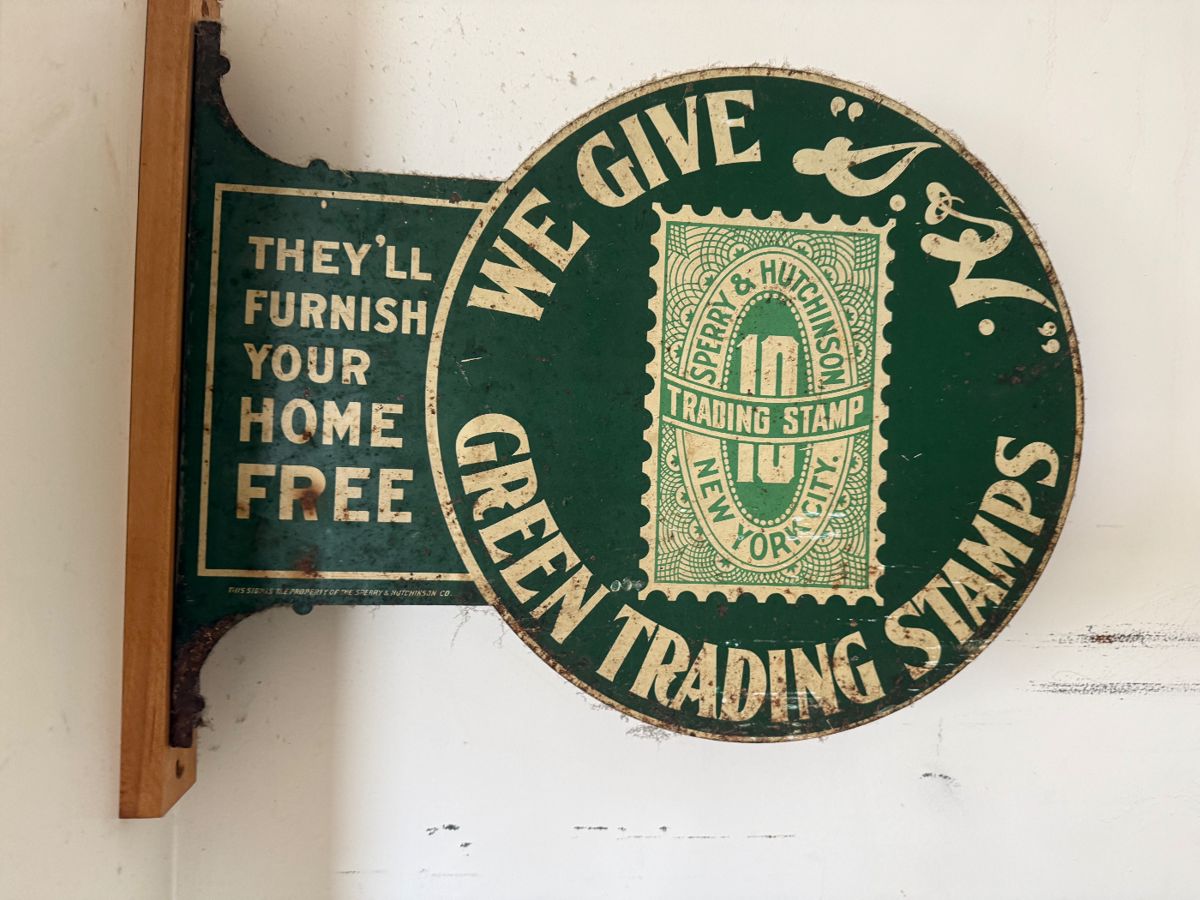 THEY'LL
FURNISH
YOUR
HOME
FREE
THIS SIGN IS THE PROPERTY OF THE SPERRY & HUTCHINSON CO.
WE GIVE "S.&H."
GREEN TRADING STAMPS
SPERRY & HUTCHINSON.
10
TRADING STAMP
10
NEW YORK CITY.